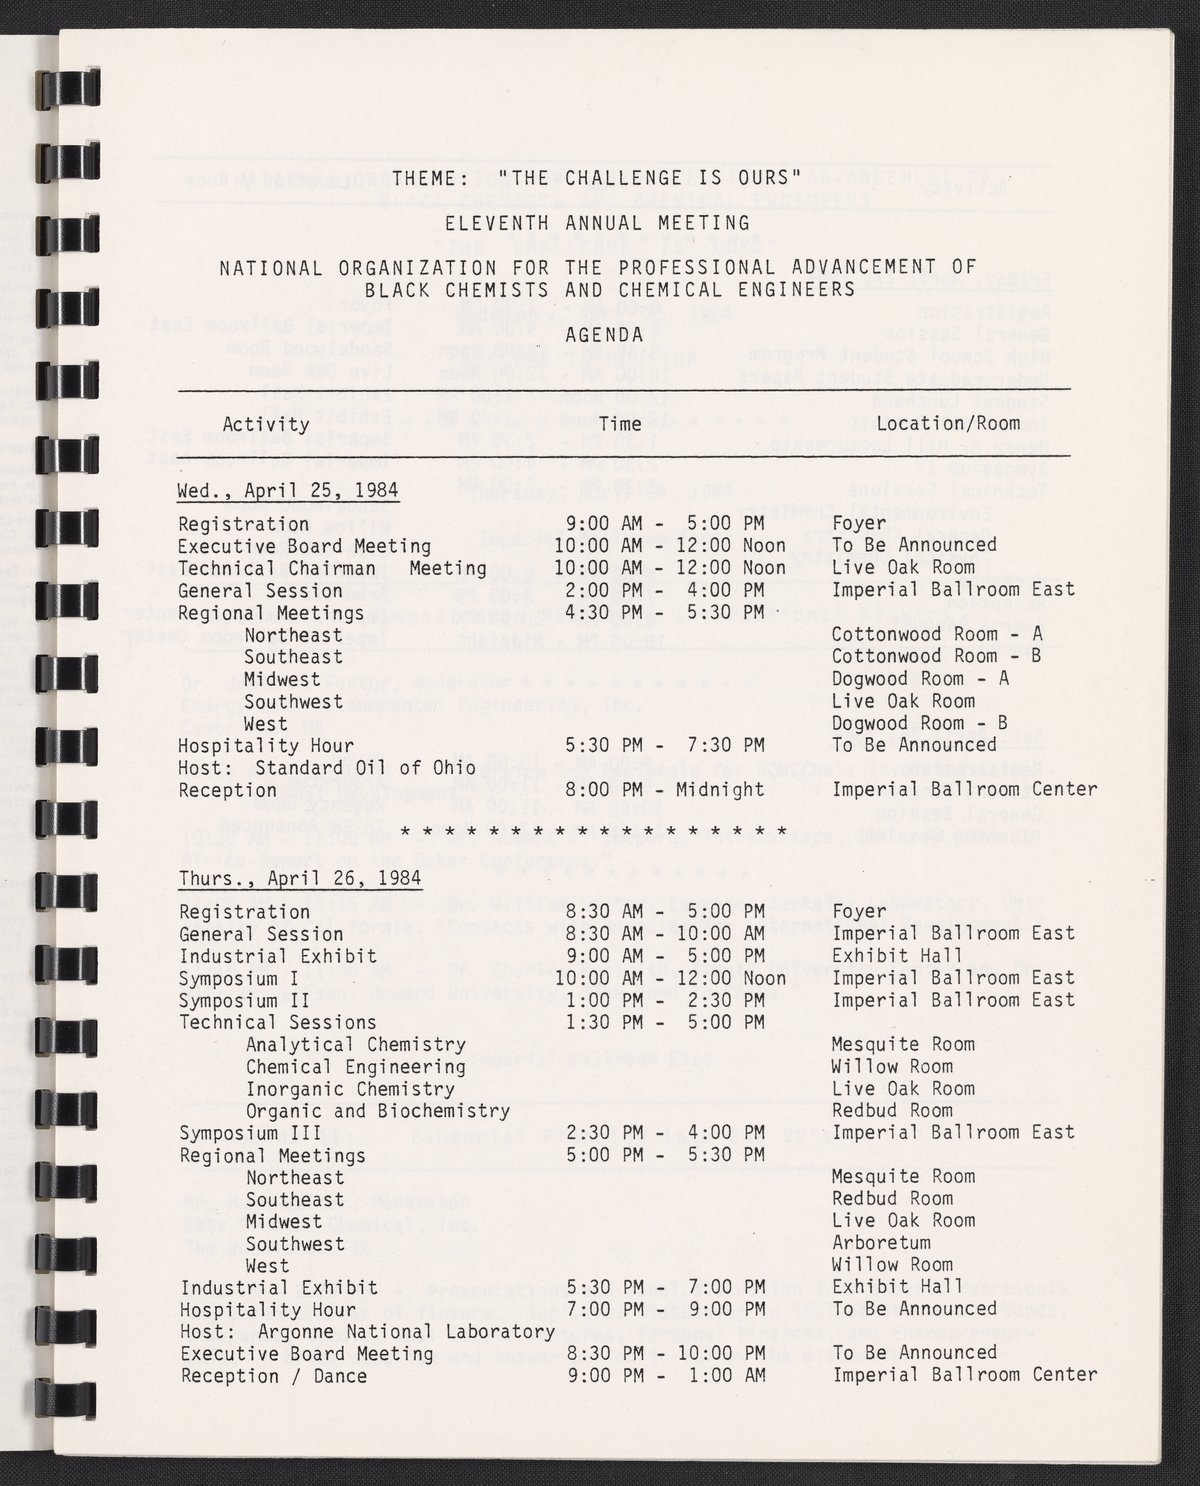 THEME: "THE CHALLENGE IS OURS"
ELEVENTH ANNUAL MEETING
NATIONAL ORGANIZATION FOR THE PROFESSIONAL ADVANCEMENT OF
BLACK CHEMISTS AND CHEMICAL ENGINEERS
AGENDA
Activity Time Location/Room
Wed., April 25, 1984
Registration 9:00 AM - 5:00 PM Foyer
Executive Board Meeting 10:00 AM - 12:00 Noon To Be Announced
Technical Chairman Meeting 10:00 AM - 12:00 Noon Live Oak Room
General Session 2:00 PM - 4:00 PM Imperial Ballroom East
Regional Meetings 4:30 PM - 5:30 PM
Northeast Cottonwood Room - A
Southeast Cottonwood Room - B
Midwest Dogwood Room - A
Southwest Live Oak Room
West Dogwood Room - B
Hospitality Hour 5:30 PM - 7:30 PM To Be Announced
Host: Standard Oil of Ohio
Reception 8:00 PM - Midnight Imperial Ballroom Center
* * * * * * * * * * * * * * * * * *
Thurs., April 26, 1984
Registration 8:30 AM - 5:00 PM Foyer
General Session 8:30 AM - 10:00 AM Imperial Ballroom East
Industrial Exhibit 9:00 AM - 5:00 PM Exhibit Hall
Symposium I 10:00 AM - 12:00 Noon Imperial Ballroom East
Symposium II 1:00 PM - 2:30 PM Imperial Ballroom East
Technical Sessions 1:30 PM - 5:00 PM
Analytical Chemistry Mesquite Room
Chemical Engineering Willow Room
Inorganic Chemistry Live Oak Room
Organic and Biochemistry Redbud Room
Symposium III 2:30 PM - 4:00 PM Imperial Ballroom East
Regional Meetings 5:00 PM - 5:30 PM
Northeast Mesquite Room
Southeast Redbud Room
Midwest Live Oak Room
Southwest Arboretum
West Willow Room
Industrial Exhibit 5:30 PM - 7:00 PM Exhibit Hall
Hospitality Hour 7:00 PM - 9:00 PM To Be Announced
Host: Argonne National Laboratory
Executive Board Meeting 8:30 PM - 10:00 PM To Be Announced
Reception / Dance 9:00 PM - 1:00 AM Imperial Ballroom Center